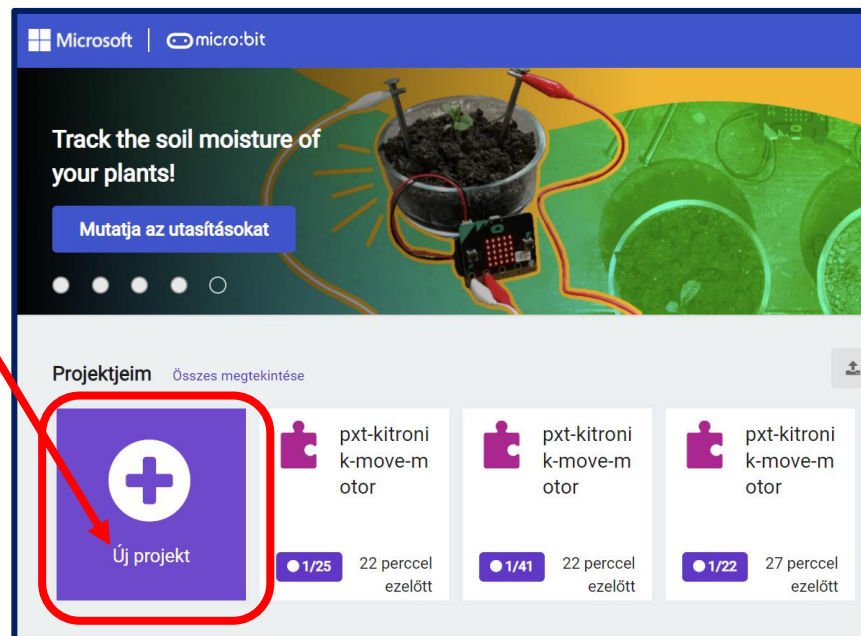 Microsoft micro:bit
Track the soil moisture of
your plants!
Mutatja az utasításokat
Projektjeim Összes megtekintése
Új projekt
pxt-kitroni
k-move-m
otor
1/25 22 perccel
ezelőtt
pxt-kitroni
k-move-m
otor
1/41 22 perccel
ezelőtt
pxt-kitroni
k-move-m
otor
1/22 27 perccel
ezelőtt